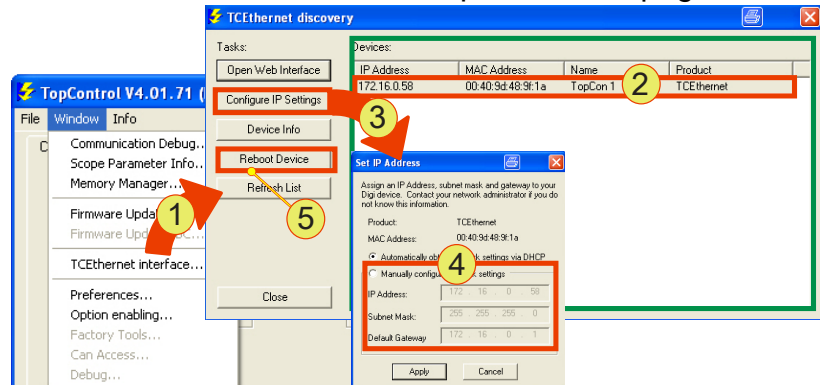 TCEthernet discovery
Tasks:
Open Web Interface
Configure IP Settings
Device Info
Reboot Device
Refresh List
Close
Devices:
IP Address MAC Address Name Product
172.16.0.58 00:40:9d:48:9f:1a TopCon 1 TCEthernet
2
3
1
5
4
TopControl V4.01.71 (
File Window Info
Communication Debug..
Scope Parameter Info..
Memory Manager...
Firmware
Firmware
TCEthernet interface...
Preferences...
Option enabling...
Factory Tools...
Can Access...
Debug...
Set IP Address
Assign an IP Address, subnet mask and gateway to your
Digi device. Contact your network administrator if you do
not know this information.
Product: TCEthernet
MAC Address: 00:40:9d:48:9f:1a
Automatically settings via DHCP
Manually settings
IP Address: 172 . 16 . 0 . 58
Subnet Mask: 255 . 255 . 255 . 0
Default Gateway 172 . 16 . 0 . 1
Apply Cancel